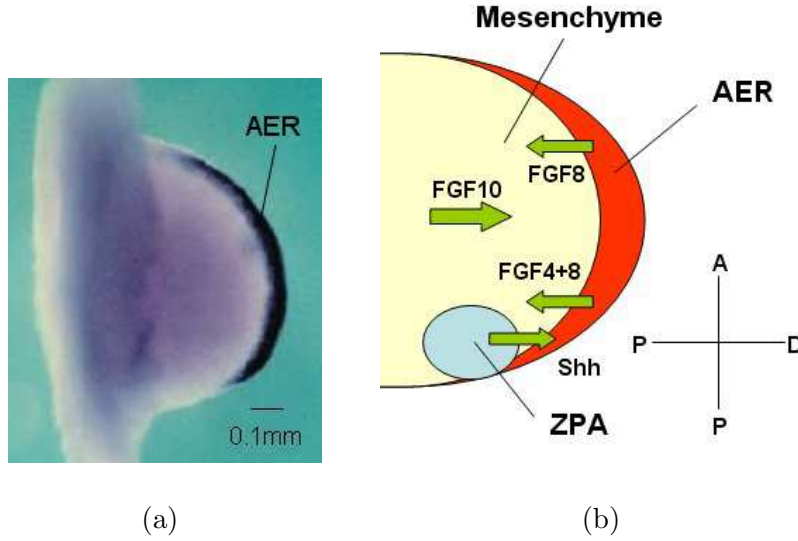 AER
0.1mm
(a)
Mesenchyme
AER
FGF8
FGF10
FGF4+8
Shh
ZPA
A
P
D
P
(b)